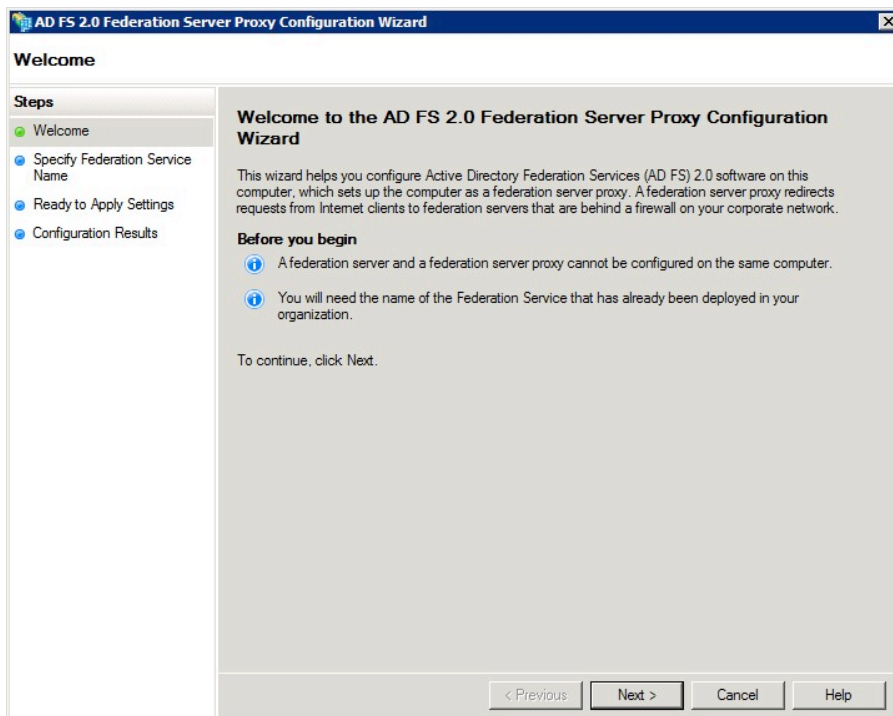 AD FS 2.0 Federation Server Proxy Configuration Wizard
Welcome
Steps
Welcome
Specify Federation Service
Name
Ready to Apply Settings
Configuration Results
Welcome to the AD FS 2.0 Federation Server Proxy Configuration
Wizard
This wizard helps you configure Active Directory Federation Services (AD FS) 2.0 software on this
computer, which sets up the computer as a federation server proxy. A federation server proxy redirects
requests from Internet clients to federation servers that are behind a firewall on your corporate network.
Before you begin
A federation server and a federation server proxy cannot be configured on the same computer.
You will need the name of the Federation Service that has already been deployed in your
organization.
To continue, click Next.
< Previous
Next >
Cancel
Help